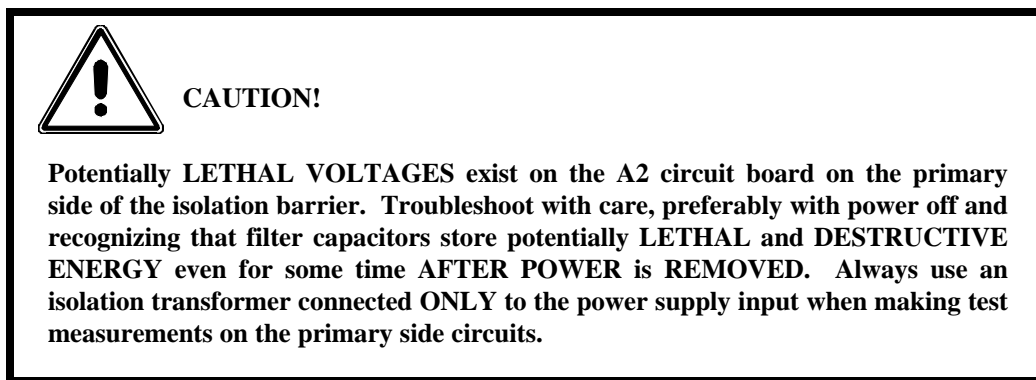 CAUTION!
Potentially LETHAL VOLTAGES exist on the A2 circuit board on the primary
side of the isolation barrier. Troubleshoot with care, preferably with power off and
recognizing that filter capacitors store potentially LETHAL and DESTRUCTIVE
ENERGY even for some time AFTER POWER is REMOVED. Always use an
isolation transformer connected ONLY to the power supply input when making test
measurements on the primary side circuits.